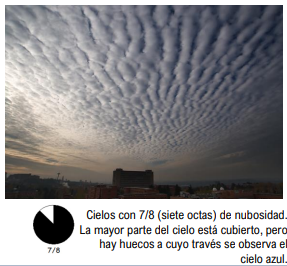 Cielos con 7/8 (siete octas) de nubosidad.
La mayor parte del cielo está cubierto, pero
hay huecos a cuyo través se observa el
cielo azul.
7/8